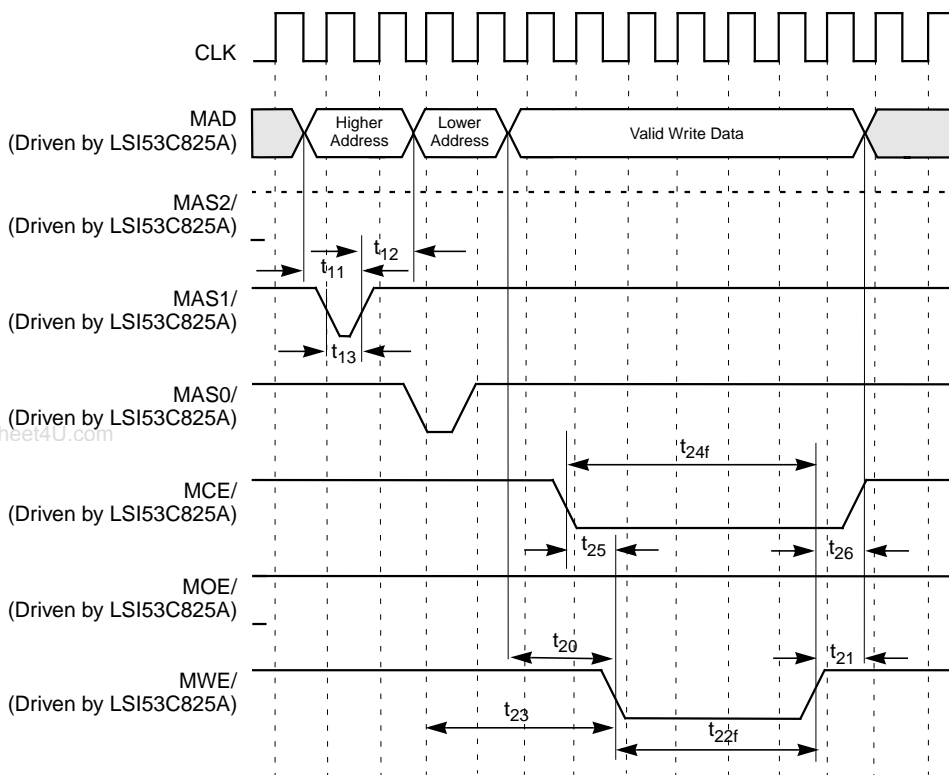 CLK
MAD
(Driven by LSI53C825A)
Higher
Address
Lower
Address
Valid Write Data
MAS2/
(Driven by LSI53C825A)
t12
t11
MAS1/
(Driven by LSI53C825A)
t13
MAS0/
(Driven by LSI53C825A)
heet4U.com
t24f
MCE/
(Driven by LSI53C825A)
t25
t26
MOE/
(Driven by LSI53C825A)
t20
t21
MWE/
(Driven by LSI53C825A)
t23
t22f